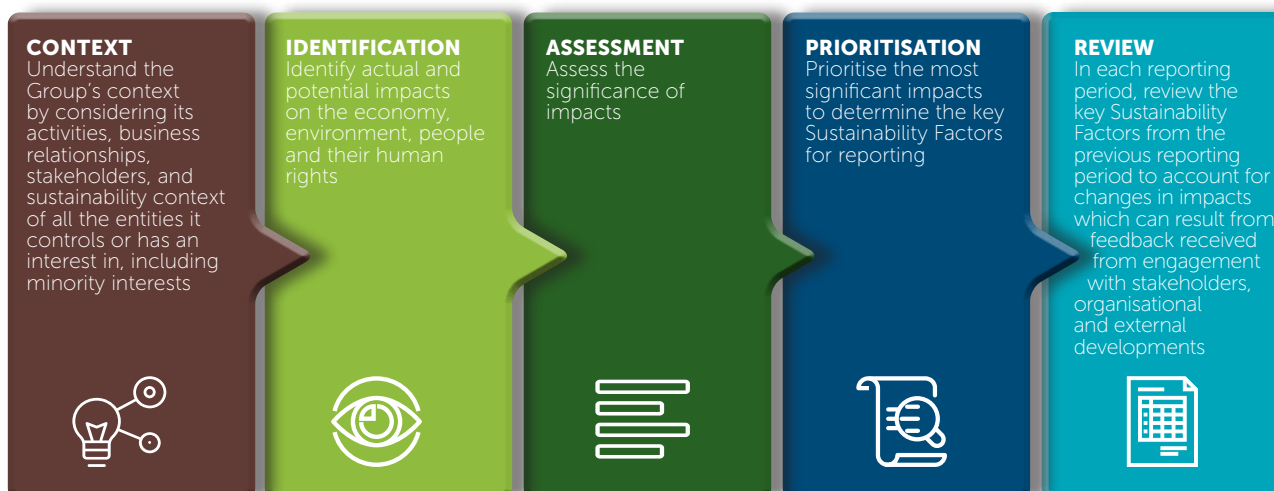 CONTEXT
Understand the
Group’s context
by considering its
activities, business
relationships,
stakeholders, and
sustainability context
of all the entities it
controls or has an
interest in, including
minority interests
IDENTIFICATION
Identify actual and
potential impacts
on the economy,
environment, people
and their human
rights
ASSESSMENT
Assess the
significance of
impacts
PRIORITISATION
Prioritise the most
significant impacts
to determine the key
Sustainability Factors
for reporting
REVIEW
In each reporting
period, review the
key Sustainability
Factors from the
previous reporting
period to account for
changes in impacts
which can result from
feedback received
from engagement
with stakeholders,
organisational
and external
developments